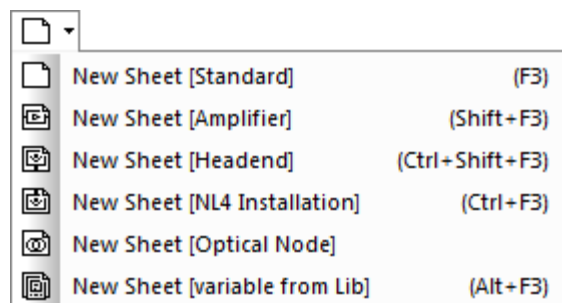 New Sheet [Standard] (F3)
New Sheet [Amplifier] (Shift+F3)
New Sheet [Headend] (Ctrl+Shift+F3)
New Sheet [NL4 Installation] (Ctrl+F3)
New Sheet [Optical Node]
New Sheet [variable from Lib] (Alt+F3)